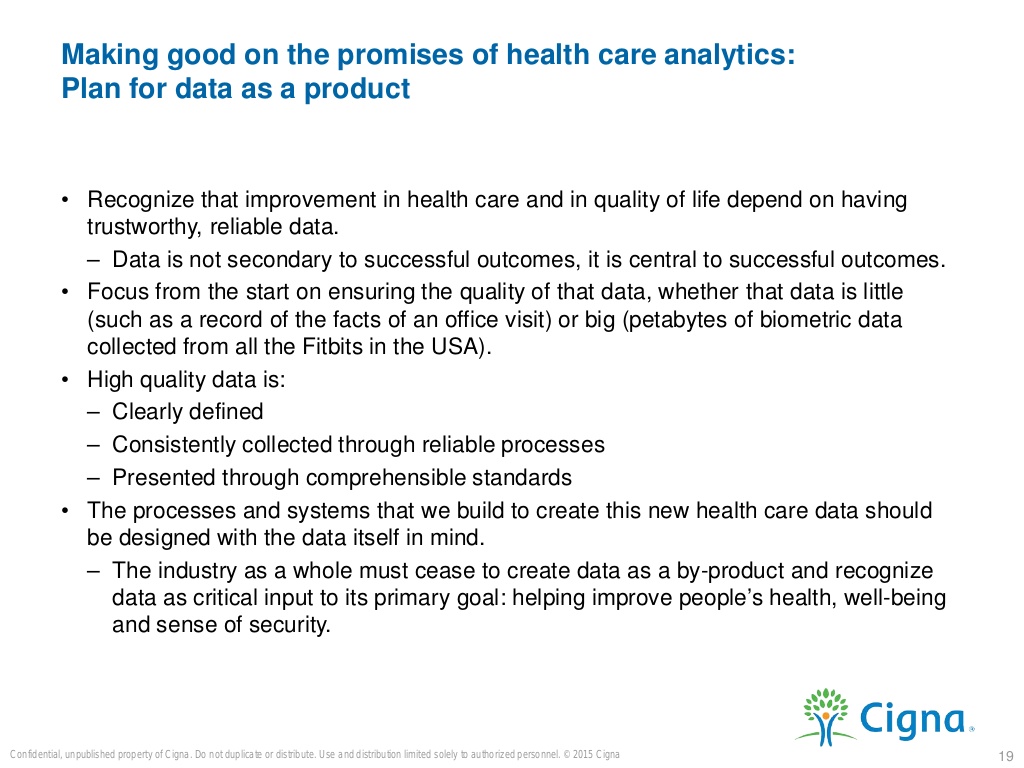 Making good on the promises of health care analytics:
Plan for data as a product
• Recognize that improvement in health care and in quality of life depend on having
trustworthy, reliable data.
– Data is not secondary to successful outcomes, it is central to successful outcomes.
• Focus from the start on ensuring the quality of that data, whether that data is little
(such as a record of the facts of an office visit) or big (petabytes of biometric data
collected from all the Fitbits in the USA).
• High quality data is:
– Clearly defined
– Consistently collected through reliable processes
– Presented through comprehensible standards
• The processes and systems that we build to create this new health care data should
be designed with the data itself in mind.
– The industry as a whole must cease to create data as a by-product and recognize
data as critical input to its primary goal: helping improve people’s health, well-being
and sense of security.
Cigna®
Confidential, unpublished property of Cigna. Do not duplicate or distribute. Use and distribution limited solely to authorized personnel. © 2015 Cigna
19